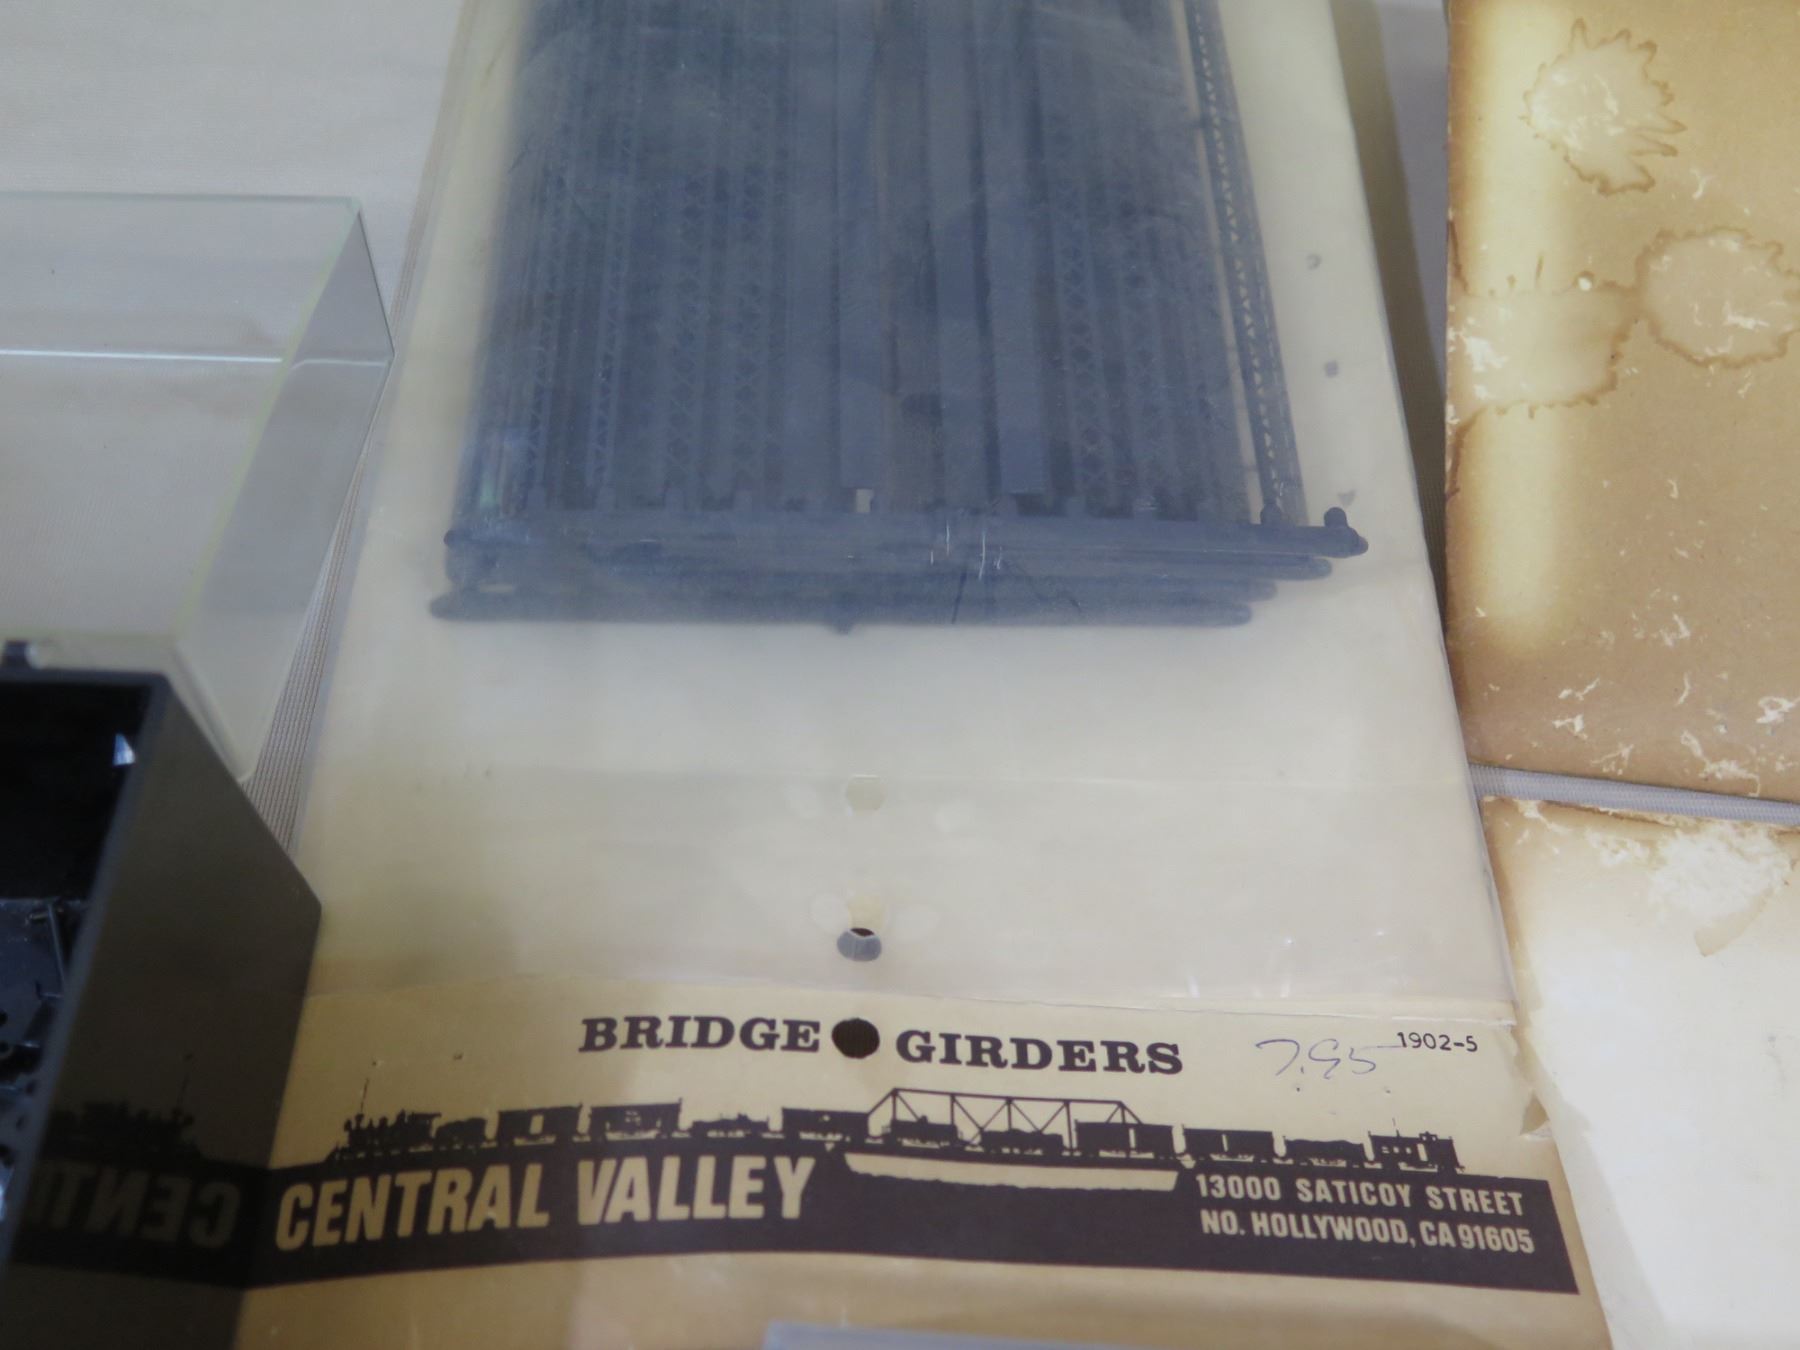 BRIDGE GIRDERS 7.95 1902-5
CENTRAL VALLEY
13000 SATICOY STREET
NO. HOLLYWOOD, CA 91605